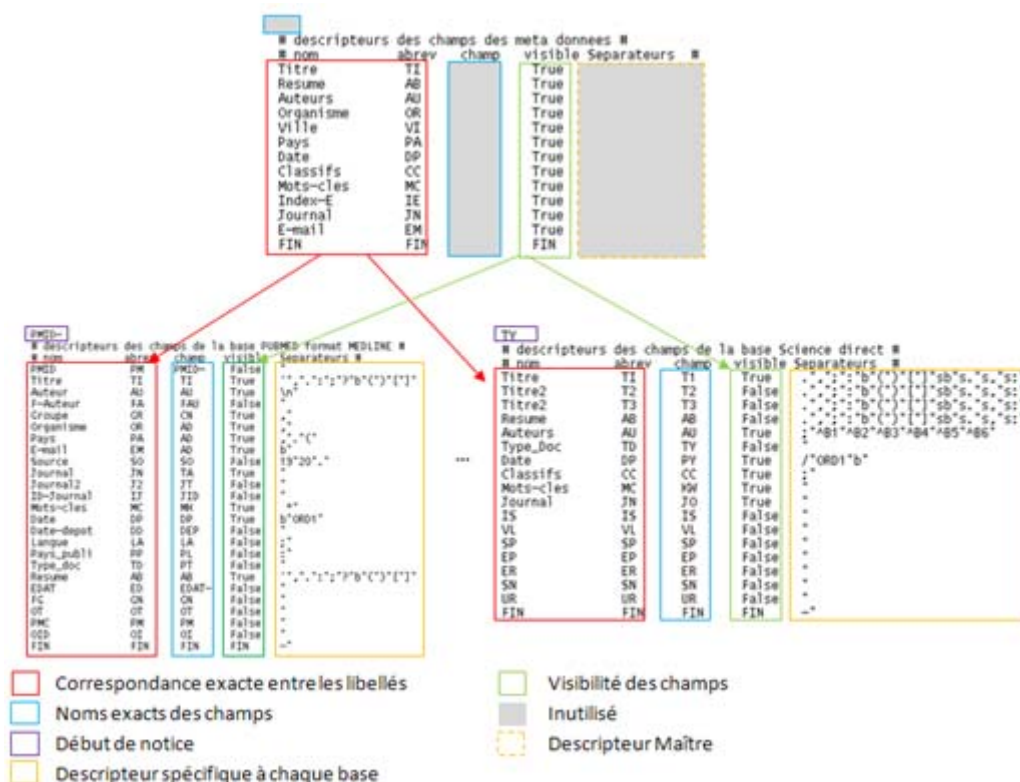 # descripteurs des champs des meta donnees #
# nom abrev champ visible Separateurs #
Titre TI True
Resume AB True
Auteurs AU True
Organisme OR True
Ville VI True
Pays PA True
Date DP True
Classifs CC True
Mots-cles MC True
Index-E IE True
Journal JN True
E-mail EM True
FIN FIN FIN
PMID-
# descripteurs des champs de la base PUBMED format MEDLINE #
# nom abrev champ visible Separateurs #
PMID PM PMID- False "
Titre TI TI True
Auteur AU AU True \n"
F-Auteur FA FAU False "
Groupe GR CN True
Organisme OR AD True
Pays PA AD True
E-mail EM AD True b"
Source SO SO False
Journal JN TA True "
Journal2 J2 JT False "
ID-Journal IJ JID False "
Mots-cles MC MH True
Date DP DP True b"ORD1"
Date-depot DD DEP False "
Langue LA LA False
Pays_publi PP PL False
Type_doc TD PT False
Resume AB AB True
EDAT ED EDAT- False "
GN CN False "
OT OT OT False "
PMC PM PM False "
OID OI OI False "
FIN FIN FIN FIN ~"
...
TY
# descripteurs des champs de la base Science direct #
# nom abrev champ visible Separateurs #
Titre TI T1 True
Titre2 T2 T2 False
Titre2 T3 T3 False
Resume AB AB False
Auteurs AU AU True ;"^B1"^B2"^B3"^B4"^B5"^B6"
Type_Doc TD TY False "
Date DP PY True /"ORD1"b"
Classifs CC CC True ;"
Mots-cles MC KW True "
Journal JN JO True "
IS IS IS False "
VL VL VL False "
SP SP SP False "
EP EP EP False "
ER ER ER False "
SN SN SN False "
UR UR UR False "
FIN FIN FIN FIN ~"
Correspondance exacte entre les libellés
Noms exacts des champs
Début de notice
Descripteur spécifique à chaque base
Visibilité des champs
Inutilisé
Descripteur Maître